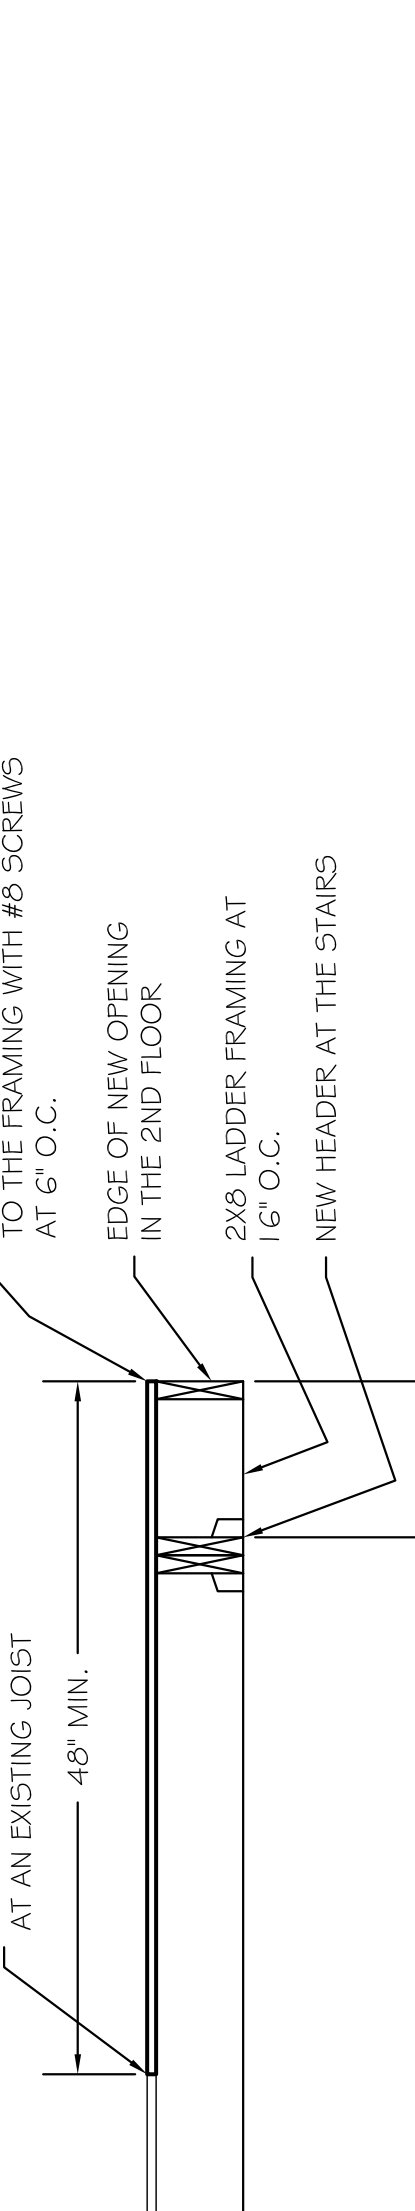 TO THE FRAMING WITH #8 SCREWS
AT 6" O.C.
EDGE OF NEW OPENING
IN THE 2ND FLOOR
2X8 LADDER FRAMING AT
16" O.C.
NEW HEADER AT THE STAIRS
AT AN EXISTING JOIST
48" MIN.